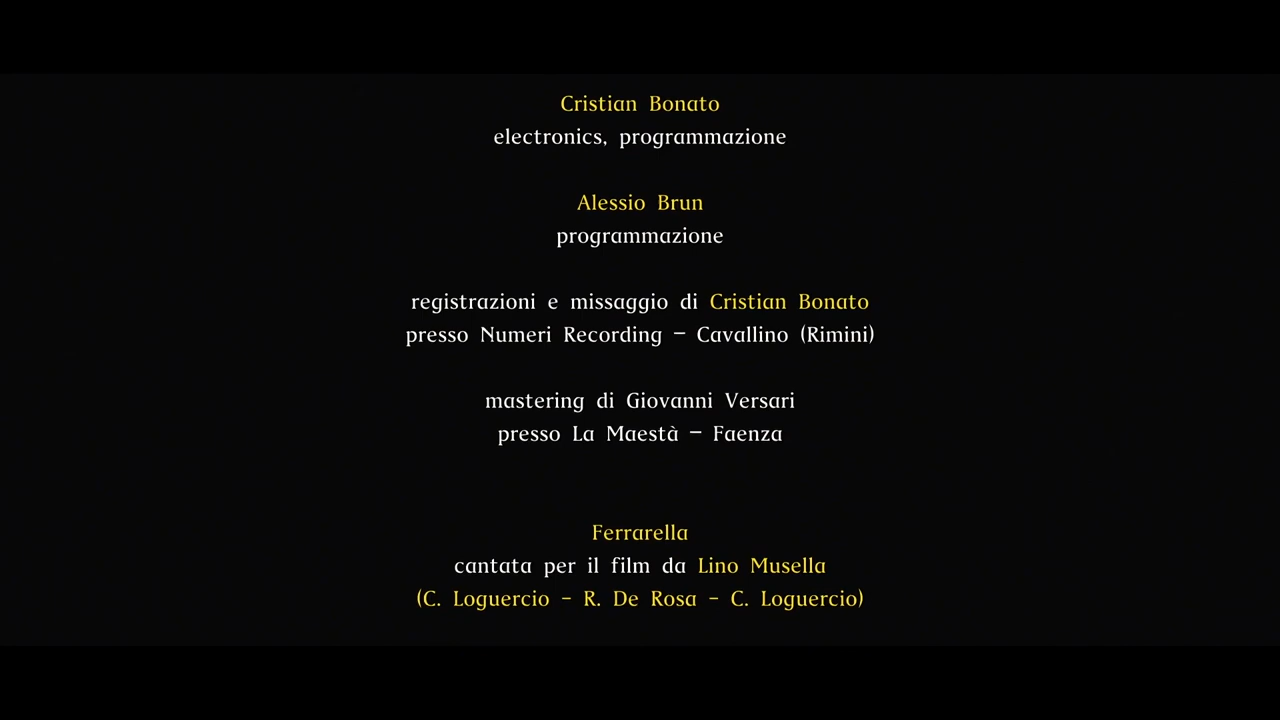 Cristian Bonato
electronics, programmazione
Alessio Brun
programmazione
registrazioni e missaggio di Cristian Bonato
presso Numeri Recording – Cavallino (Rimini)
mastering di Giovanni Versari
presso La Maestà – Faenza
Ferrarella
cantata per il film da Lino Musella
(C. Loguercio - R. De Rosa - C. Loguercio)